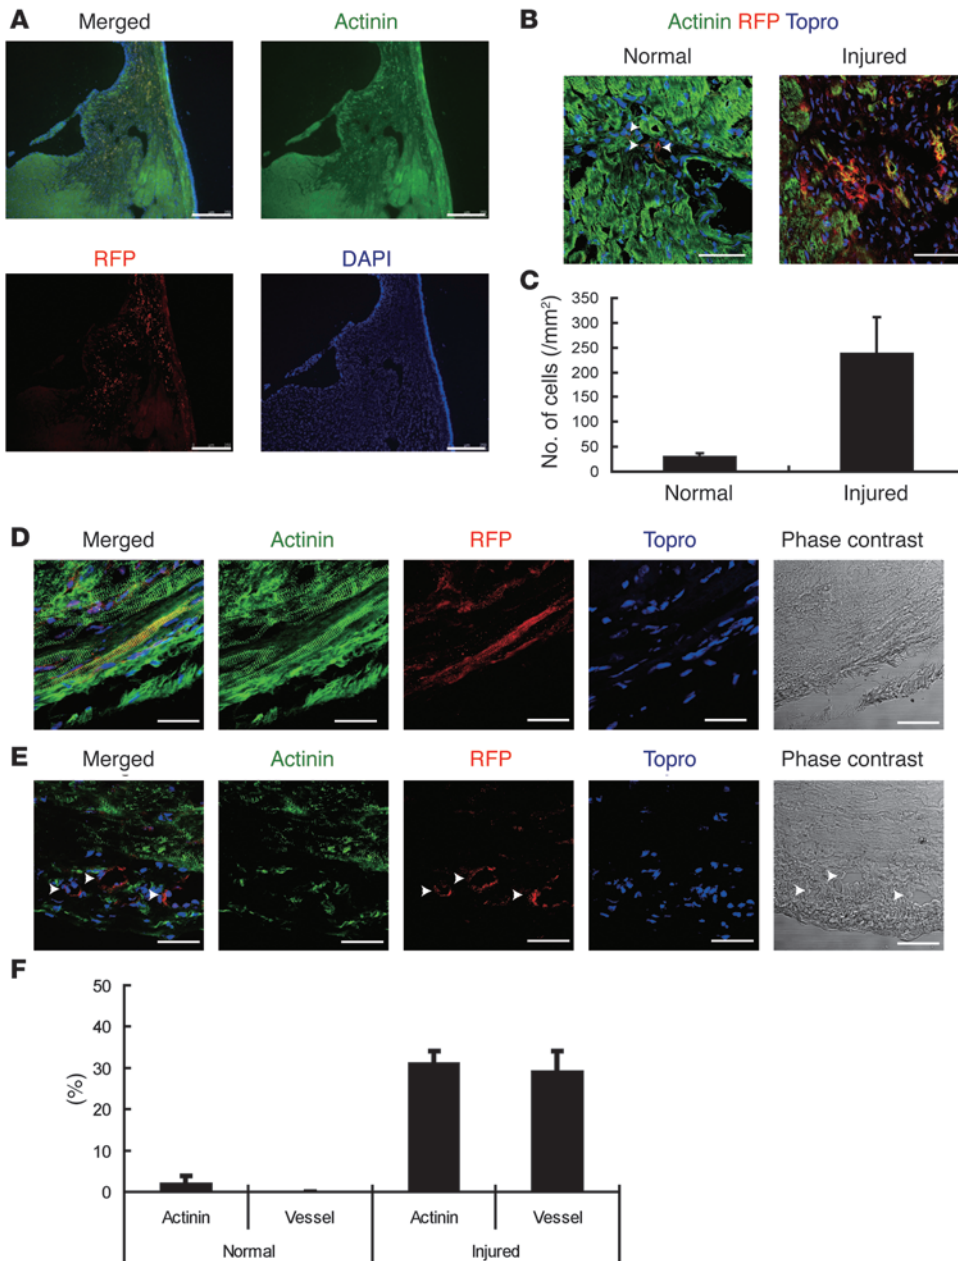 A
Merged
Actinin
RFP
DAPI
B
Actinin RFP Topro
Normal
Injured
C
No. of cells (/mm²)
350
300
250
200
150
100
50
0
Normal
Injured
D
Merged
Actinin
RFP
Topro
Phase contrast
E
Merged
Actinin
RFP
Topro
Phase contrast
F
(%)
50
40
30
20
10
0
Actinin
Vessel
Actinin
Vessel
Normal
Injured